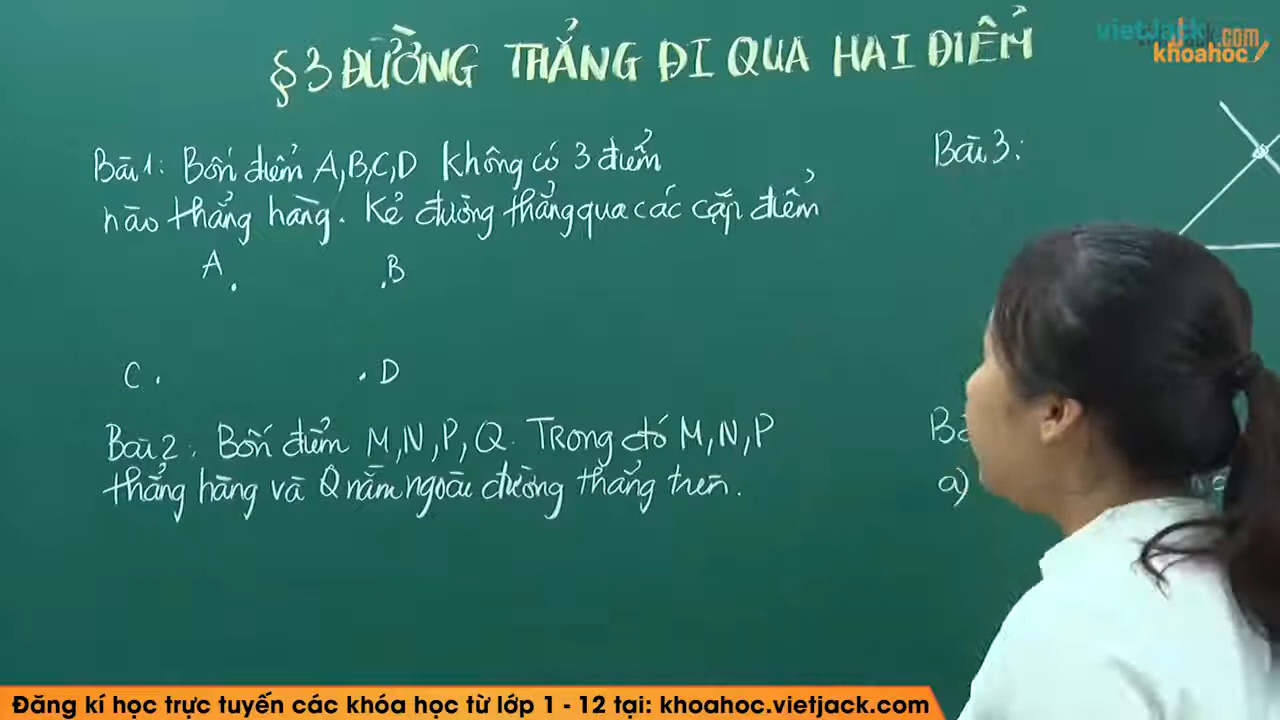 §3 ĐƯỜNG THẲNG ĐI QUA HAI ĐIỂM
vietjack.com
khoahoc
Bài 1: Bốn điểm A,B,C,D không có 3 điểm
nào thẳng hàng. Kẻ đường thẳng qua các cặp điểm
A B
C D
Bài 2: Bốn điểm M,N,P,Q. Trong đó M,N,P
thẳng hàng và Q nằm ngoài đường thẳng trên.
Bài 3:
a)
Đăng kí học trực tuyến các khóa học từ lớp 1 - 12 tại: khoahoc.vietjack.com